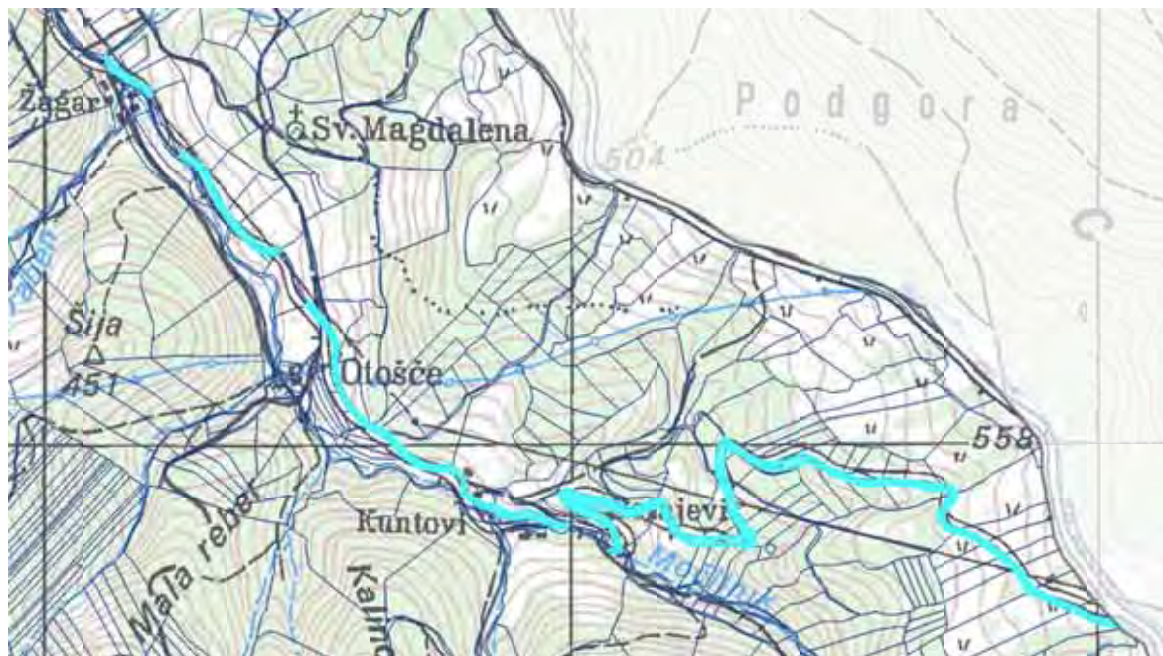 Žagar
Sv. Magdalena
Podgora
504
Šija
451
Otošče
558
Kuntovi
Mala reber